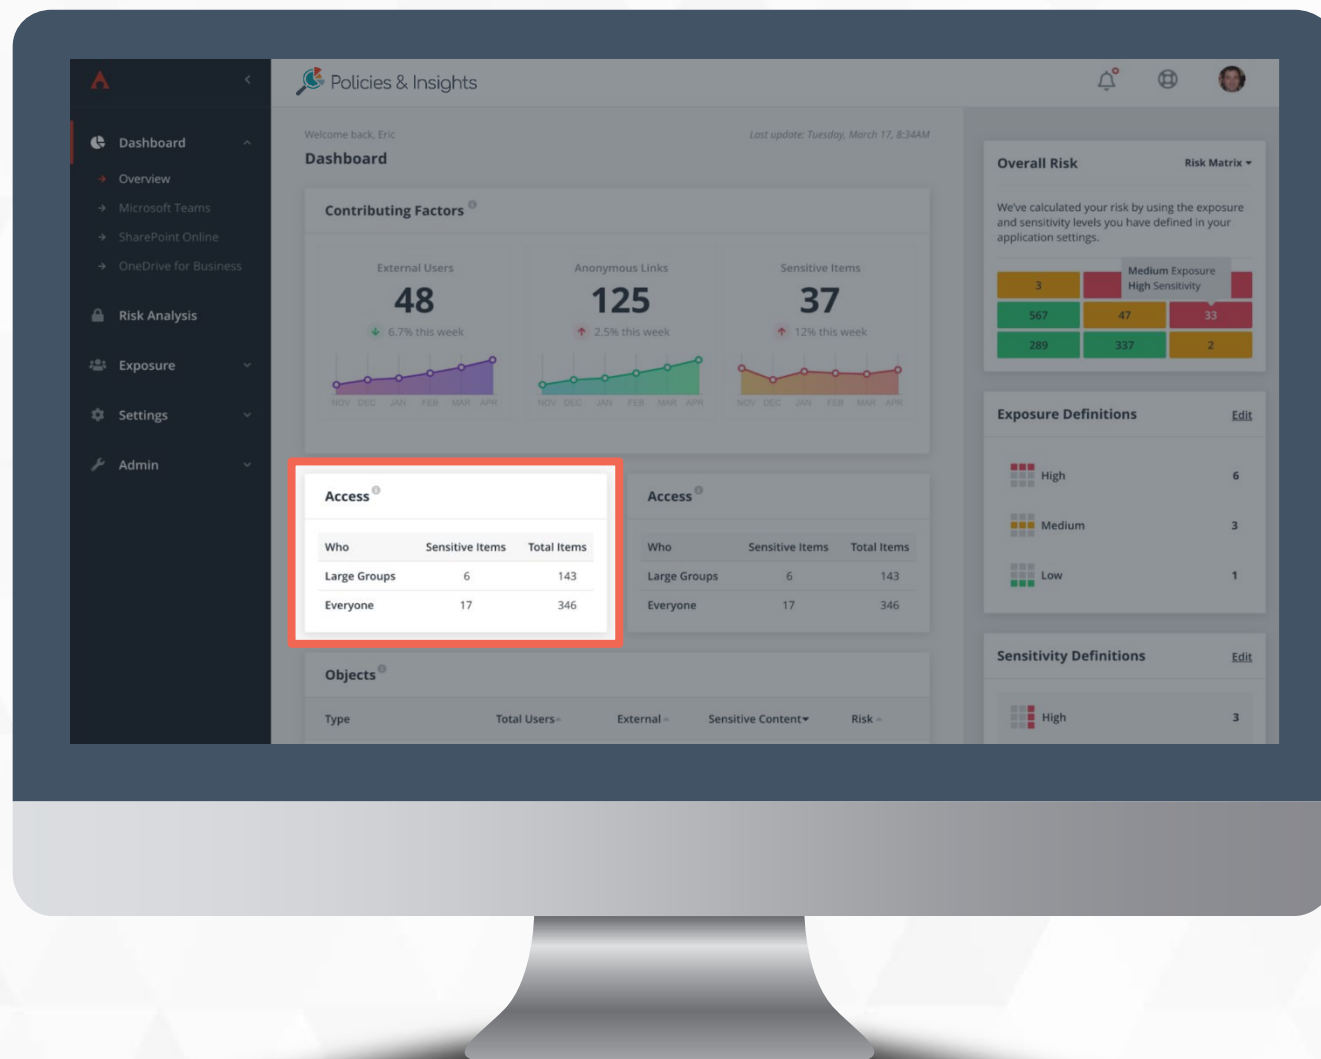 Policies & Insights
Dashboard
Overview
Microsoft Teams
SharePoint Online
OneDrive for Business
Risk Analysis
Exposure
Settings
Admin
Welcome back, Eric
Last update: Tuesday, March 17, 8:34AM
Dashboard
Contributing Factors
External Users
48
6.7% this week
NOV DEC JAN FEB MAR APR
Anonymous Links
125
2.5% this week
NOV DEC JAN FEB MAR APR
Sensitive Items
37
12% this week
NOV DEC JAN FEB MAR APR
Access
Who Sensitive Items Total Items
Large Groups 6 143
Everyone 17 346
Access
Who Sensitive Items Total Items
Large Groups 6 143
Everyone 17 346
Objects
Type Total Users External Sensitive Content Risk
Overall Risk Risk Matrix
We've calculated your risk by using the exposure
and sensitivity levels you have defined in your
application settings.
Medium Exposure
High Sensitivity
3
567 47 33
289 337 2
Exposure Definitions Edit
High 6
Medium 3
Low 1
Sensitivity Definitions Edit
High 3